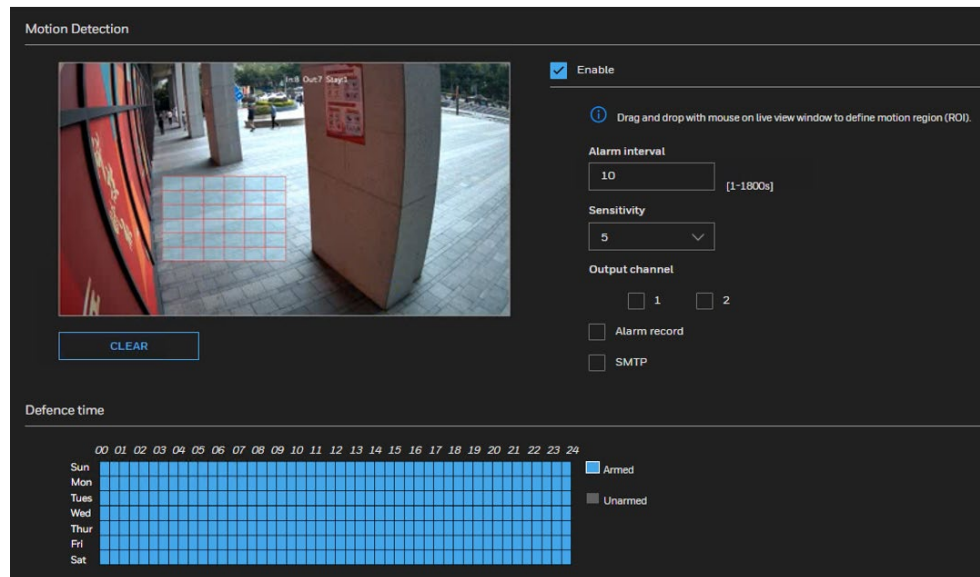 Motion Detection
In:8 Out:7 Stay:1
Enable
Drag and drop with mouse on live view window to define motion region (ROI).
Alarm interval
10
[1-1800s]
Sensitivity
5
Output channel
1 2
Alarm record
SMTP
CLEAR
Defence time
00 01 02 03 04 05 06 07 08 09 10 11 12 13 14 15 16 17 18 19 20 21 22 23 24
Sun
Mon
Tues
Wed
Thur
Fri
Sat
Armed
Unarmed